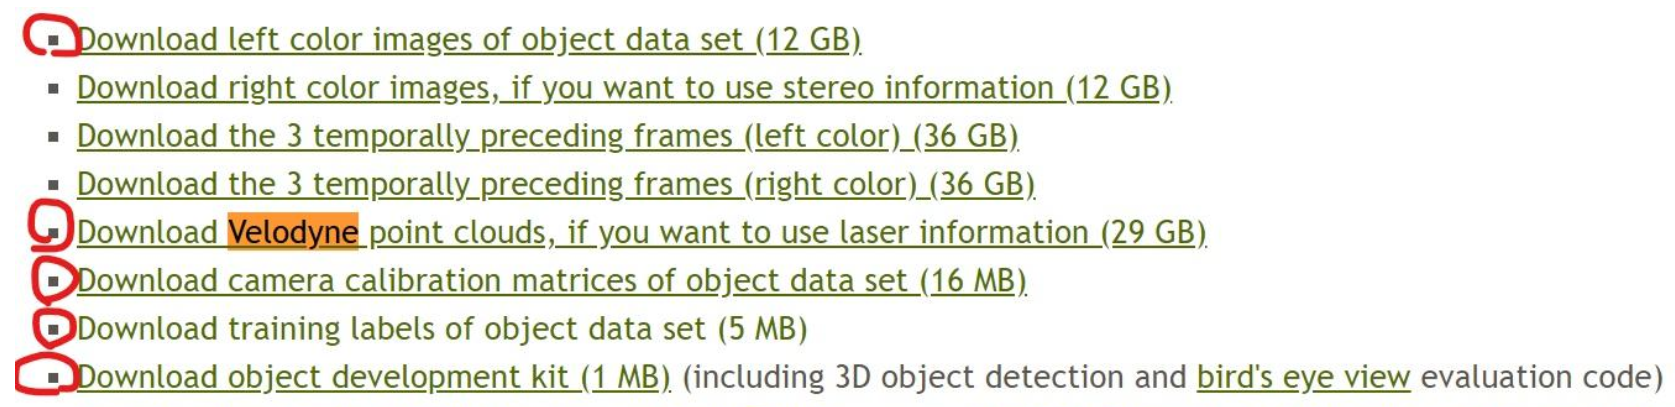 Download left color images of object data set (12 GB)
Download right color images, if you want to use stereo information (12 GB)
Download the 3 temporally preceding frames (left color) (36 GB)
Download the 3 temporally preceding frames (right color) (36 GB)
Download Velodyne point clouds, if you want to use laser information (29 GB)
Download camera calibration matrices of object data set (16 MB)
Download training labels of object data set (5 MB)
Download object development kit (1 MB) (including 3D object detection and bird's eye view evaluation code)